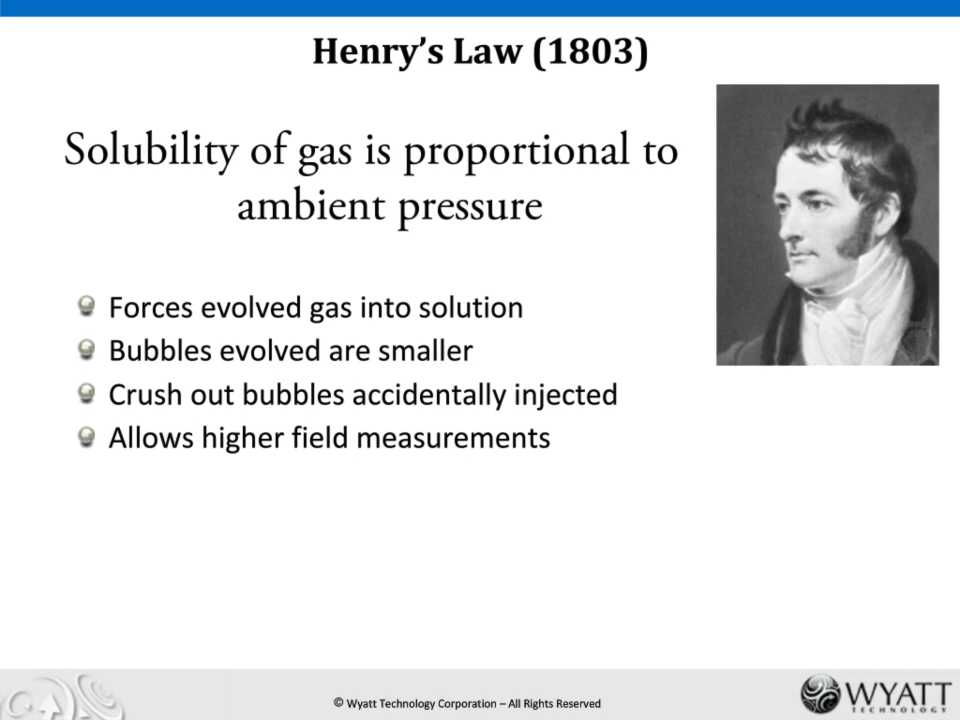 Henry’s Law (1803)
Solubility of gas is proportional to
ambient pressure
Forces evolved gas into solution
Bubbles evolved are smaller
Crush out bubbles accidentally injected
Allows higher field measurements
© Wyatt Technology Corporation – All Rights Reserved
WYATT
TECHNOLOGY